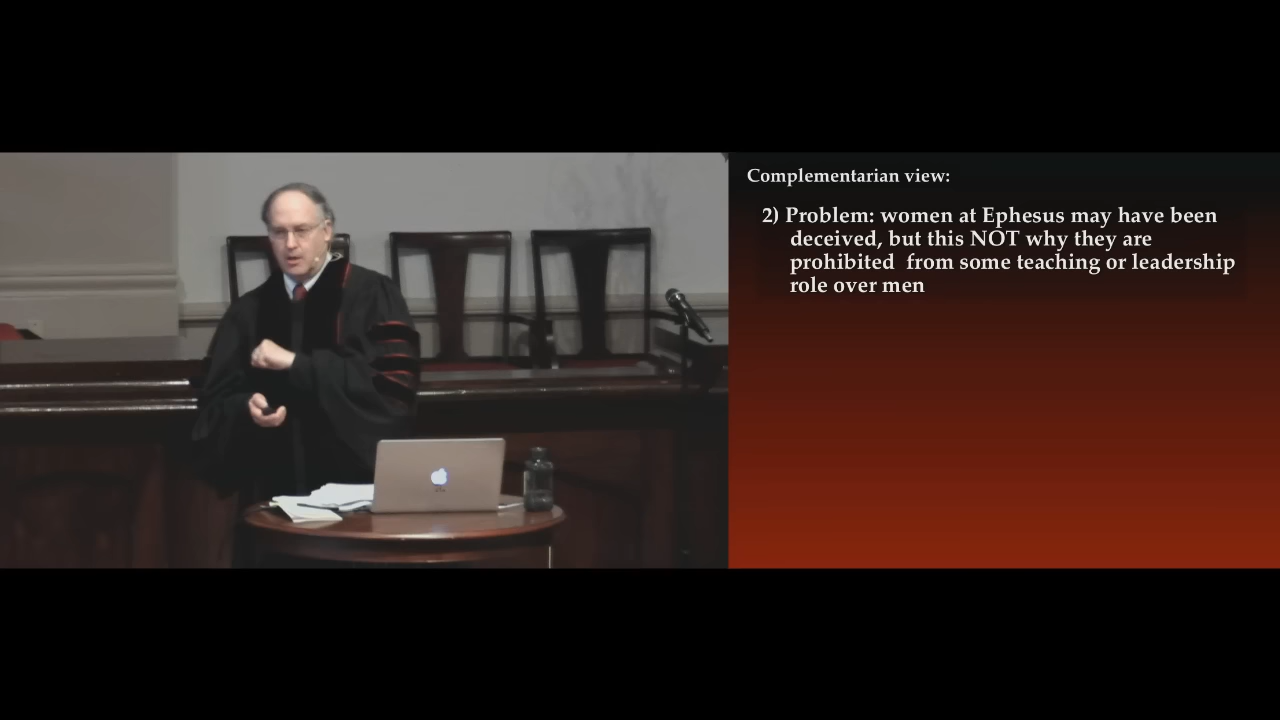 Complementarian view:
2) Problem: women at Ephesus may have been
deceived, but this NOT why they are
prohibited from some teaching or leadership
role over men